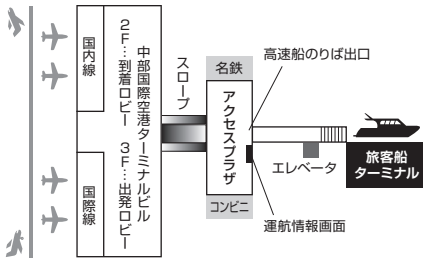 国内線
国際線
中部国際空港ターミナルビル
2F…到着ロビー 3F…出発ロビー
スロープ
名鉄
アクセスプラザ
コンビニ
高速船のりば出口
エレベータ
運航情報画面
旅客船
ターミナル